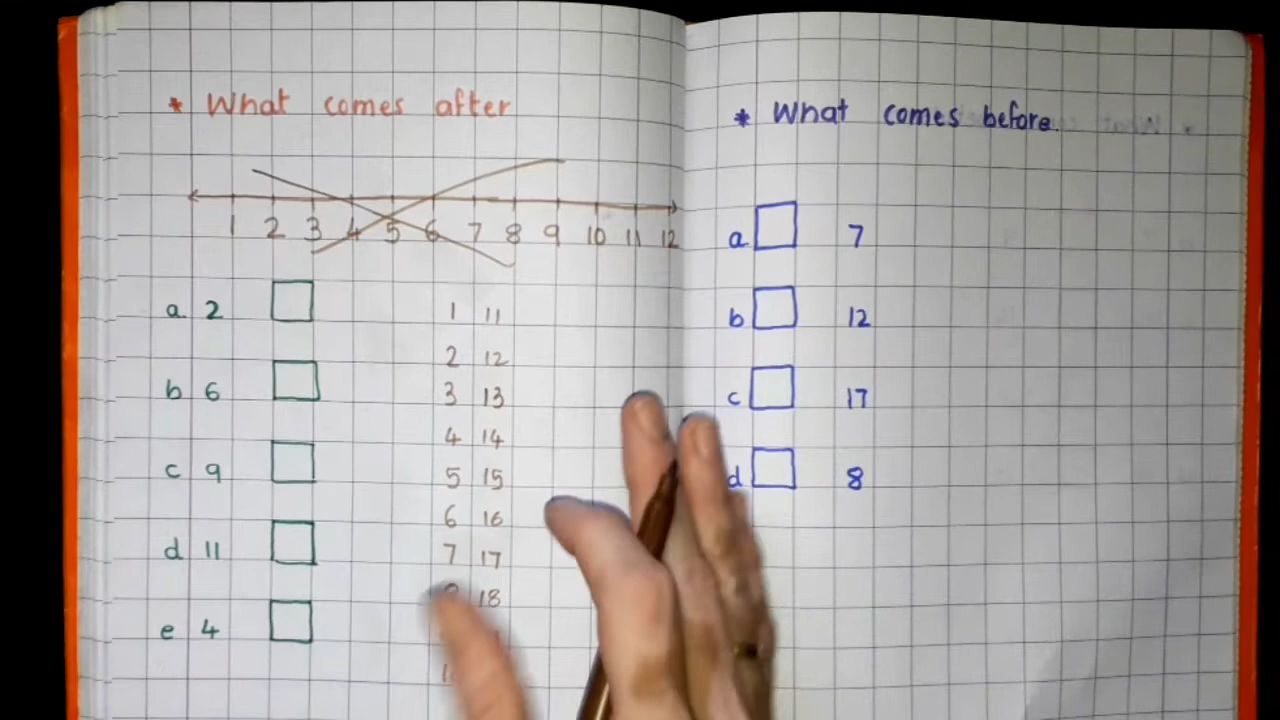 * What comes after
1 2 3 4 5 6 7 8 9 10 11 12
a 2
b 6
c 9
d 11
e 4
1 11
2 12
3 13
4 14
5 15
6 16
7 17
18
* What comes before.
a 7
b 12
c 17
d 8